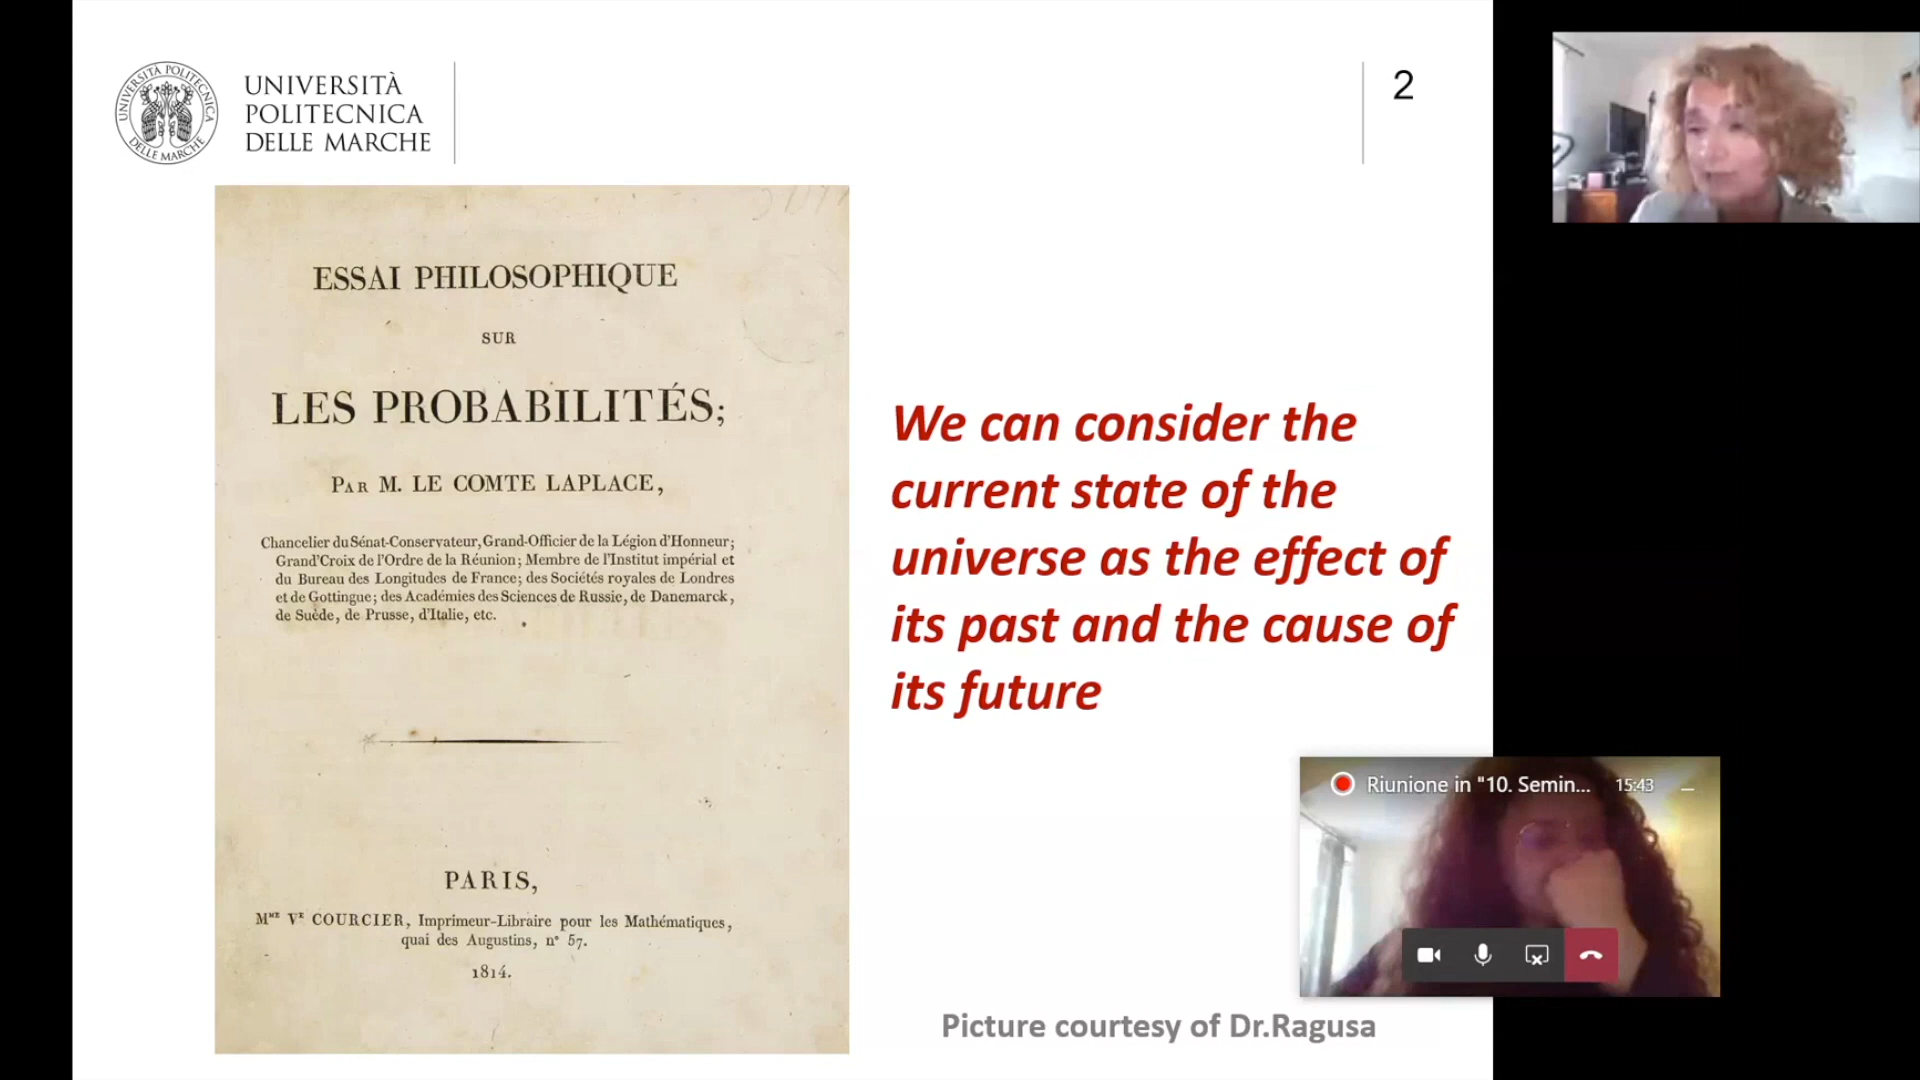 UNIVERSITÀ POLITECNICA DELLE MARCHE
UNIVERSITÀ
POLITECNICA
DELLE MARCHE
2
ESSAI PHILOSOPHIQUE
SUR
LES PROBABILITÉS;
PAR M. LE COMTE LAPLACE,
Chancelier du Sénat-Conservateur, Grand-Officier de la Légion d'Honneur;
Grand'Croix de l'Ordre de la Réunion; Membre de l'Institut impérial et
du Bureau des Longitudes de France; des Sociétés royales de Londres
et de Gottingue; des Académies des Sciences de Russie, de Danemarck,
de Suède, de Prusse, d'Italie, etc.
PARIS,
Mme Ve COURCIER, Imprimeur-Libraire pour les Mathématiques,
quai des Augustins, n° 57.
1814.
We can consider the
current state of the
universe as the effect of
its past and the cause of
its future
Riunione in "10. Semin... 15:43
Picture courtesy of Dr.Ragusa